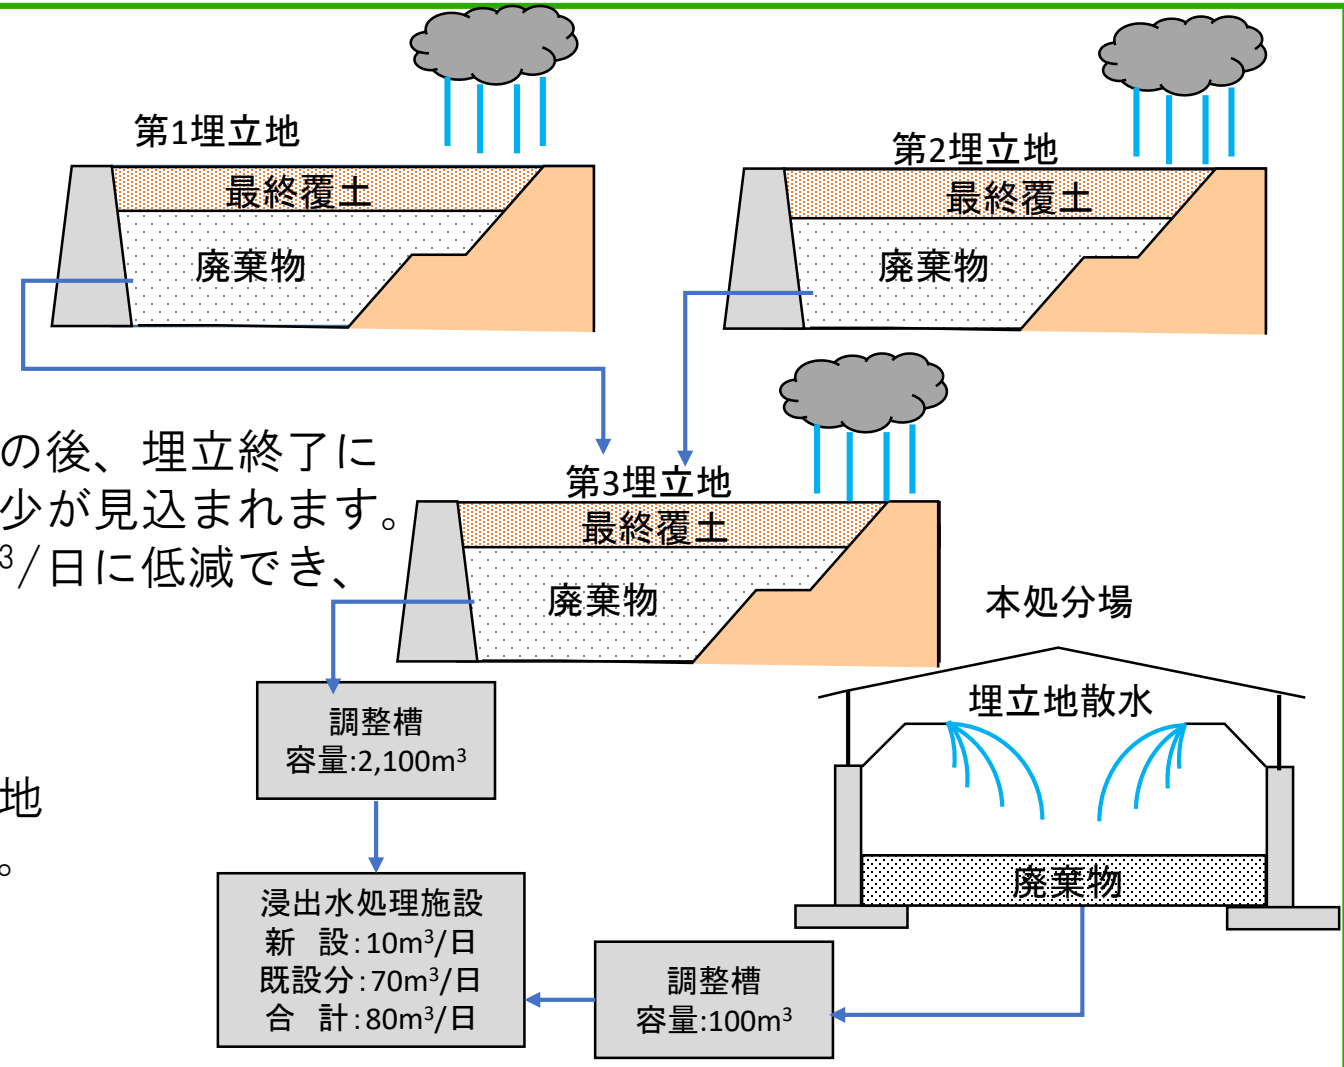 第1埋立地
最終覆土
廃棄物
第2埋立地
最終覆土
廃棄物
の後、埋立終了に
少が見込まれます。
³/日に低減でき、
地
。
第3埋立地
最終覆土
廃棄物
本処分場
埋立地散水
廃棄物
調整槽
容量:2,100m³
浸出水処理施設
新 設:10m³/日
既設分:70m³/日
合 計:80m³/日
調整槽
容量:100m³